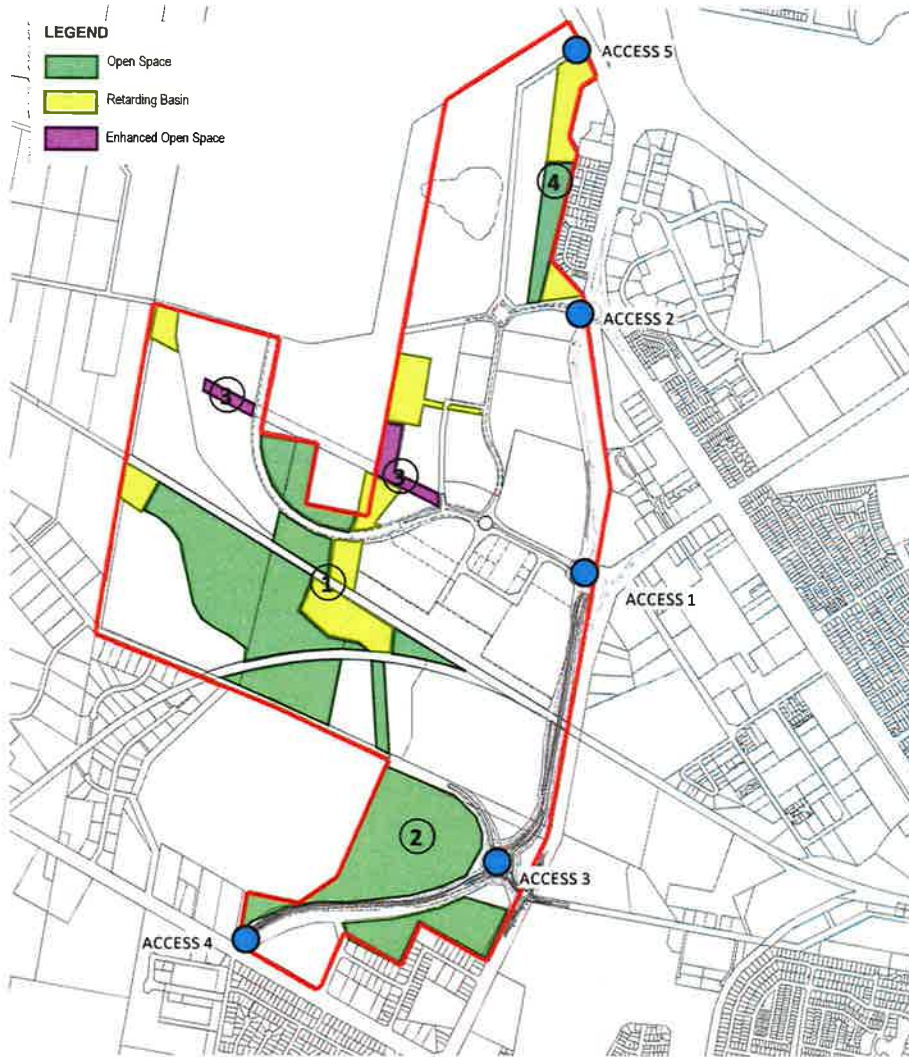 LEGEND
Open Space
Retarding Basin
Enhanced Open Space
ACCESS 5
4
ACCESS 2
3
3
1
ACCESS 1
2
ACCESS 3
ACCESS 4